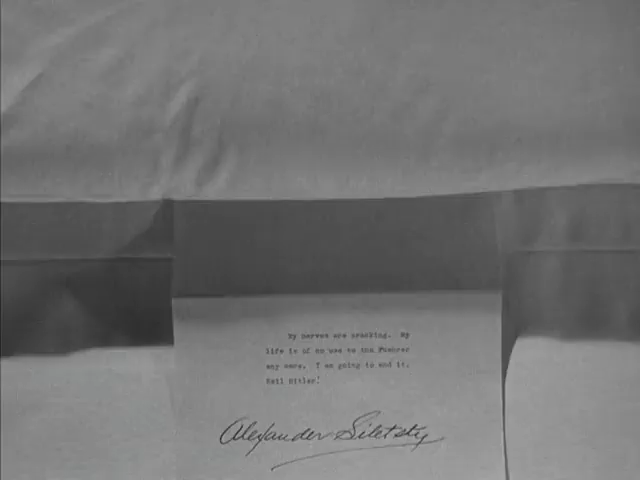 My nerves are cracking. My
life is of no use to the Fuehrer
any more. I am going to end it.
Heil Hitler!
Alexander Siletsky